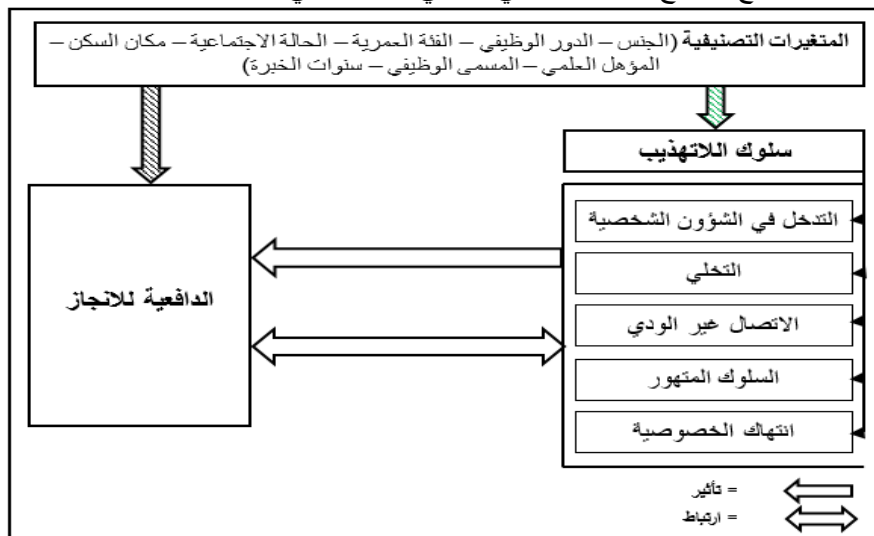 المتغيرات التصنيفية (الجنس – الدور الوظيفي – الفئة العمرية – الحالة الاجتماعية – مكان السكن –
المؤهل العلمي – المسمى الوظيفي – سنوات الخبرة)
سلوك اللاتهذيب
التدخل في الشؤون الشخصية
التخلي
الاتصال غير الودي
السلوك المتهور
انتهاك الخصوصية
الدافعية للانجاز
= تأثير
= ارتباط